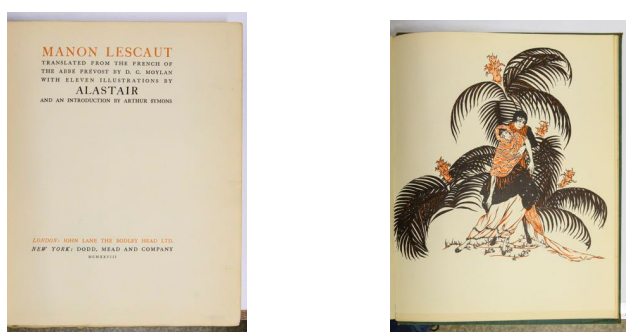 MANON LESCAUT
TRANSLATED FROM THE FRENCH OF
THE ABBÉ PRÉVOST BY D. C. MOYLAN
WITH ELEVEN ILLUSTRATIONS BY
ALASTAIR
AND AN INTRODUCTION BY ARTHUR SYMONS
LONDON: JOHN LANE THE BODLEY HEAD LTD.
NEW YORK: DODD, MEAD AND COMPANY
MCMXXVIII